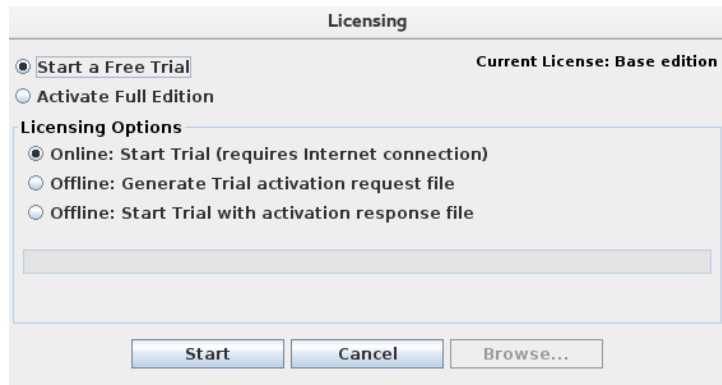 Licensing
Start a Free Trial
Current License: Base edition
Activate Full Edition
Licensing Options
Online: Start Trial (requires Internet connection)
Offline: Generate Trial activation request file
Offline: Start Trial with activation response file
Start
Cancel
Browse...